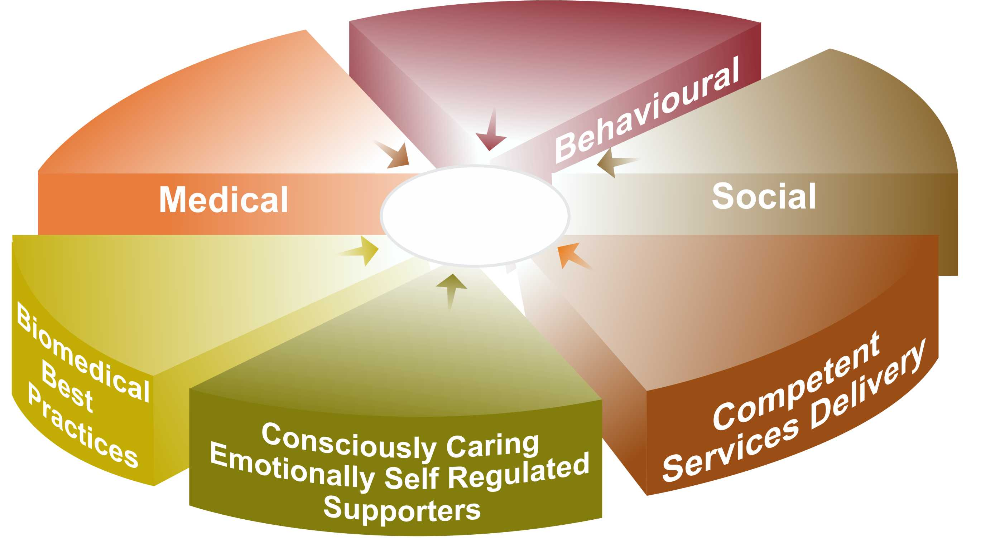 Behavioural
Medical
Social
Biomedical
Best
Practices
Consciously Caring
Emotionally Self Regulated
Supporters
Competent
Services Delivery